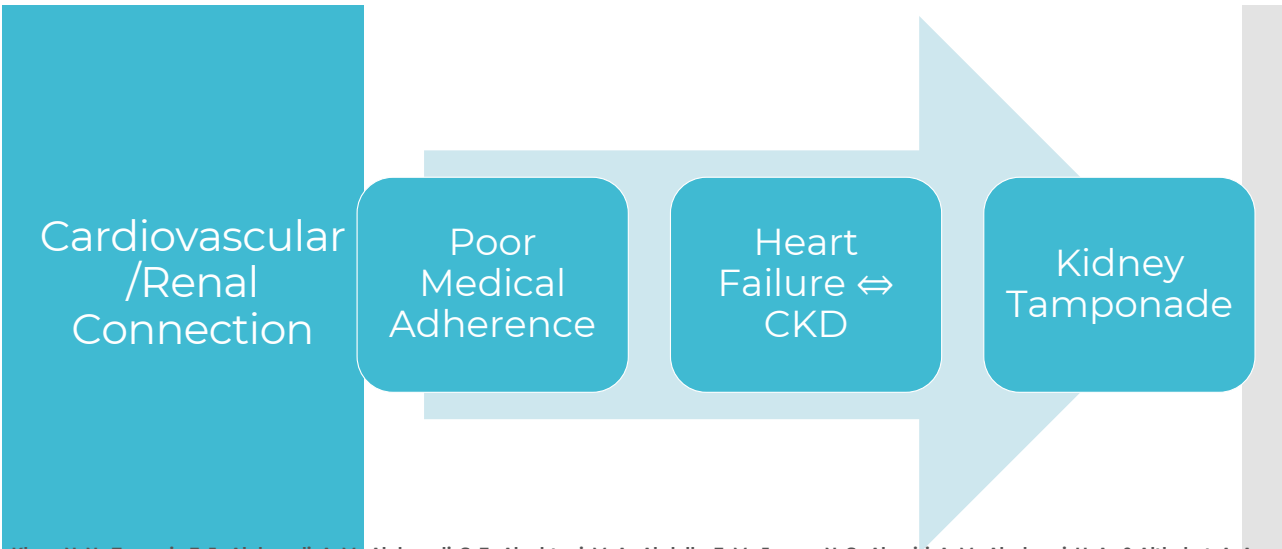 Cardiovascular
/Renal
Connection
Poor
Medical
Adherence
Heart
Failure ⇔
CKD
Kidney
Tamponade